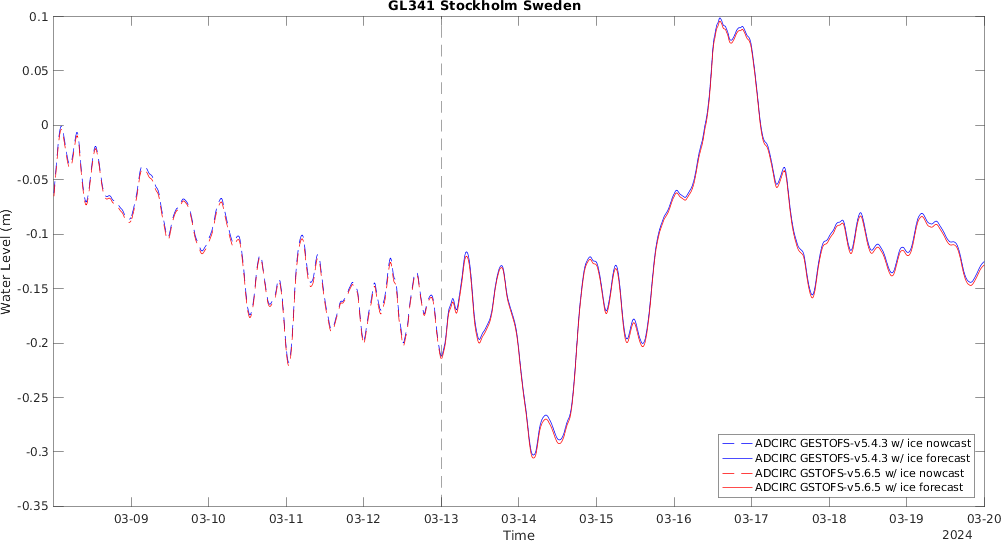 GL341 Stockholm Sweden
0.1
0.05
0
-0.05
-0.1
-0.15
-0.2
-0.25
-0.3
-0.35
Water Level (m)
ADCIRC GESTOFS-v5.4.3 w/ ice nowcast
ADCIRC GESTOFS-v5.4.3 w/ ice forecast
ADCIRC GSTOFS-v5.6.5 w/ ice nowcast
ADCIRC GSTOFS-v5.6.5 w/ ice forecast
03-09 03-10 03-11 03-12 03-13 03-14 03-15 03-16 03-17 03-18 03-19 03-20
Time
2024